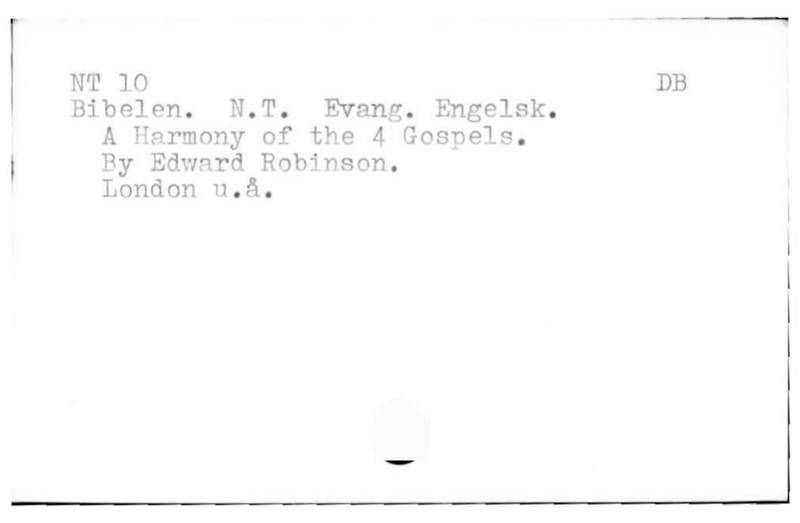 NT 10 DB
Bibelen. N.T. Evang. Engelsk.
A Harmony of the 4 Gospels.
By Edward Robinson.
London u.å.